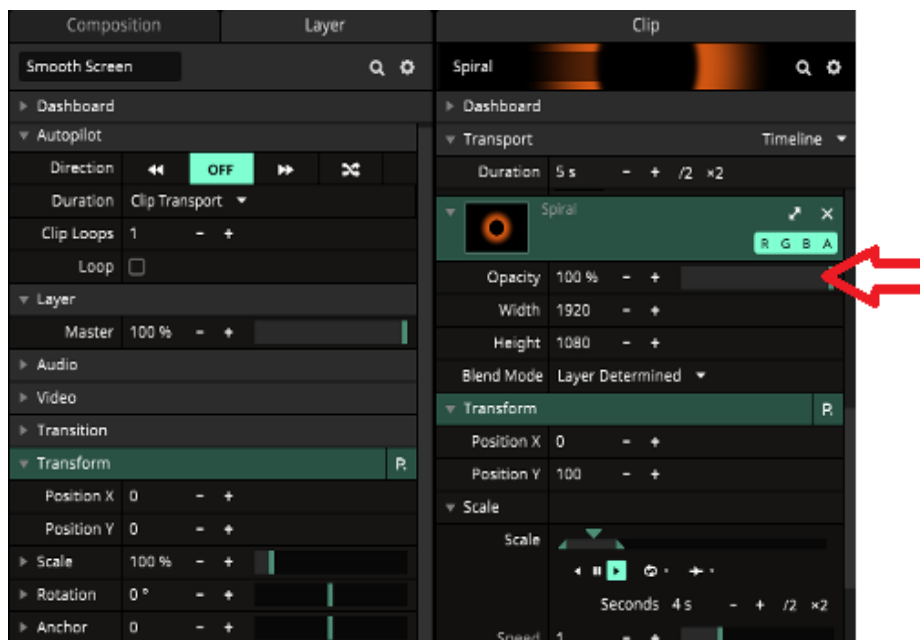 Composition Layer
Smooth Screen
Dashboard
Autopilot
Direction OFF
Duration Clip Transport
Clip Loops 1 - +
Loop
Layer
Master 100 % - +
Audio
Video
Transition
Transform P.
Position X 0 - +
Position Y 0 - +
Scale 100 % - +
Rotation 0 ° - +
Anchor 0 - +
Clip
Spiral
Dashboard
Transport Timeline
Duration 5 s - + /2 ×2
Spiral
R G B A
Opacity 100 % - +
Width 1920 - +
Height 1080 - +
Blend Mode Layer Determined
Transform P.
Position X 0 - +
Position Y 100 - +
Scale
Scale
Seconds 4 s - + /2 ×2
Speed 1 - +